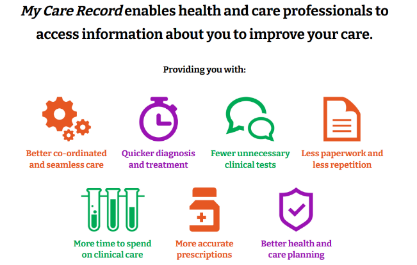 My Care Record enables health and care professionals to
access information about you to improve your care.
Providing you with:
Better co-ordinated
and seamless care
Quicker diagnosis
and treatment
Fewer unnecessary
clinical tests
Less paperwork and
less repetition
More time to spend
on clinical care
More accurate
prescriptions
Better health and
care planning